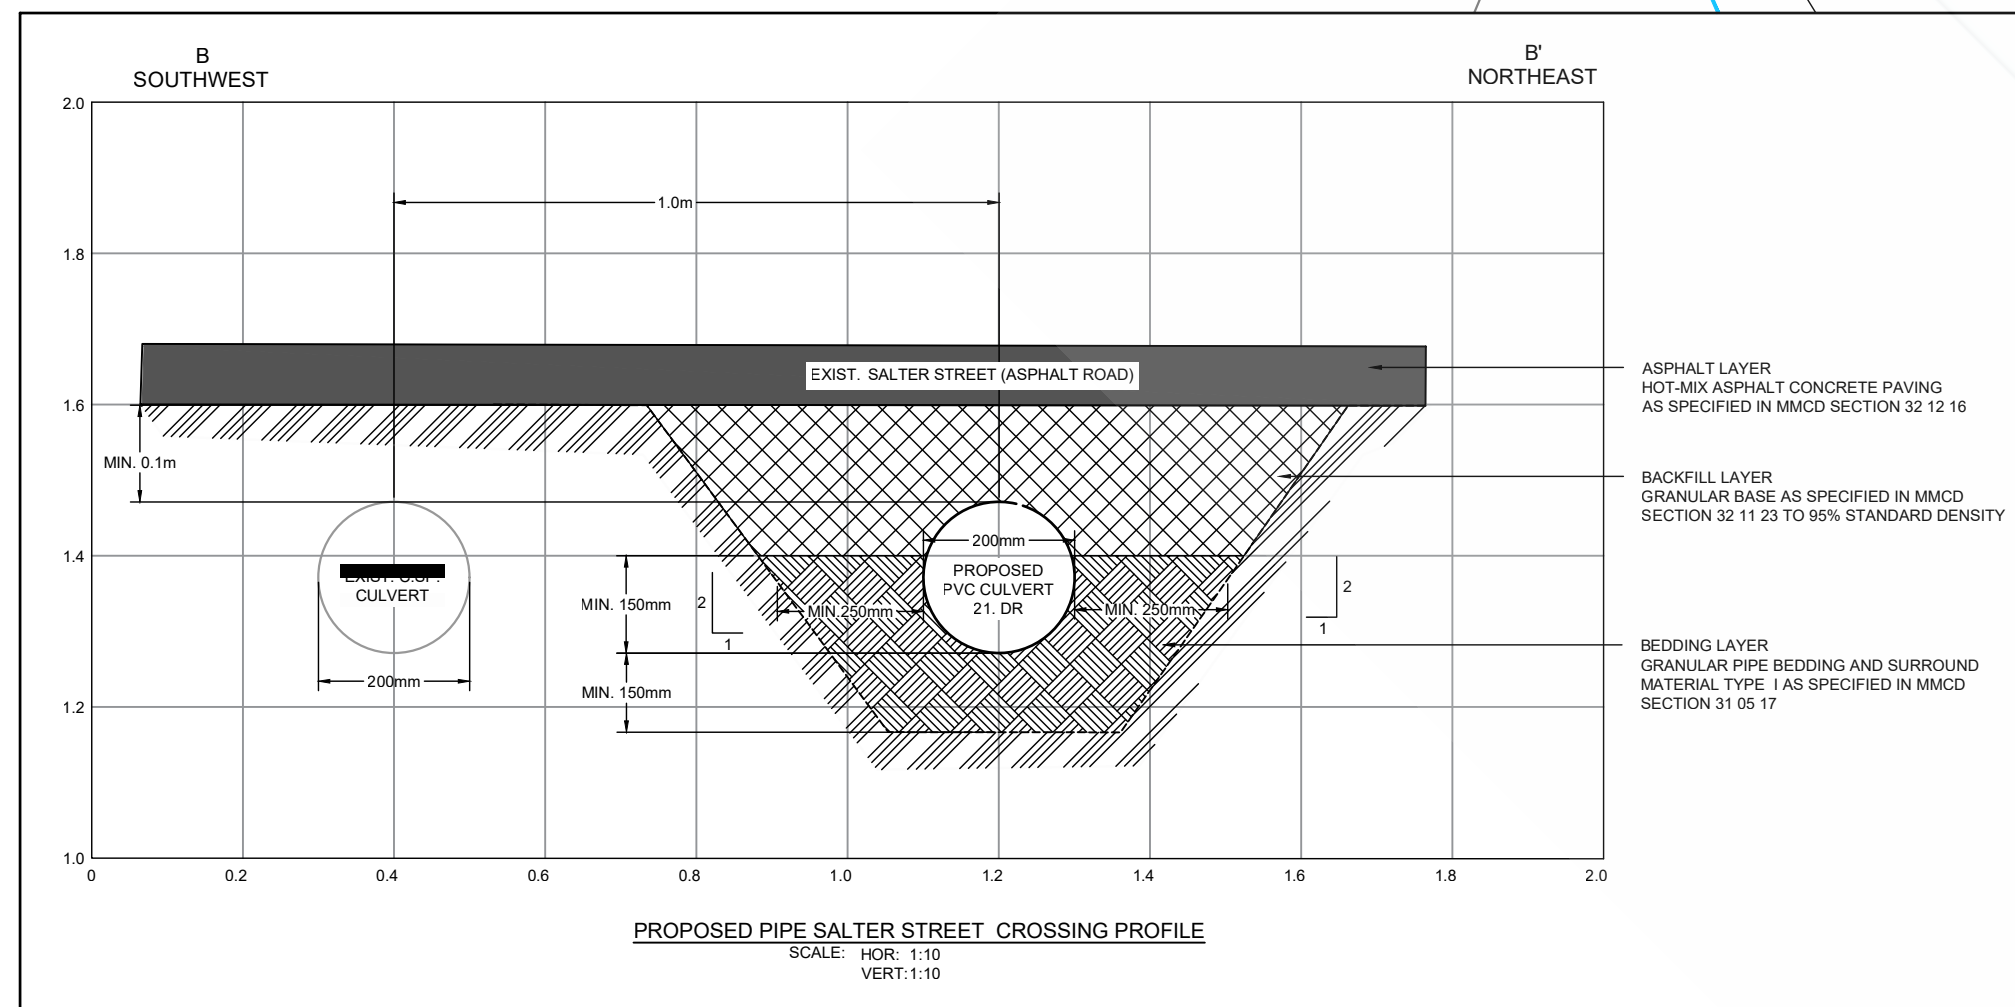 B
SOUTHWEST
B'
NORTHEAST
2.0
1.8
1.6
1.4
1.2
1.0
0
0.2
0.4
0.6
0.8
1.0
1.2
1.4
1.6
1.8
2.0
1.0m
EXIST. SALTER STREET (ASPHALT ROAD)
MIN. 0.1m
CULVERT
200mm
200mm
PROPOSED
PVC CULVERT
21. DR
MIN. 150mm
MIN. 150mm
2
1
MIN.250mm
MIN. 250mm
2
1
ASPHALT LAYER
HOT-MIX ASPHALT CONCRETE PAVING
AS SPECIFIED IN MMCD SECTION 32 12 16
BACKFILL LAYER
GRANULAR BASE AS SPECIFIED IN MMCD
SECTION 32 11 23 TO 95% STANDARD DENSITY
BEDDING LAYER
GRANULAR PIPE BEDDING AND SURROUND
MATERIAL TYPE I AS SPECIFIED IN MMCD
SECTION 31 05 17
PROPOSED PIPE SALTER STREET CROSSING PROFILE
SCALE: HOR: 1:10
VERT:1:10